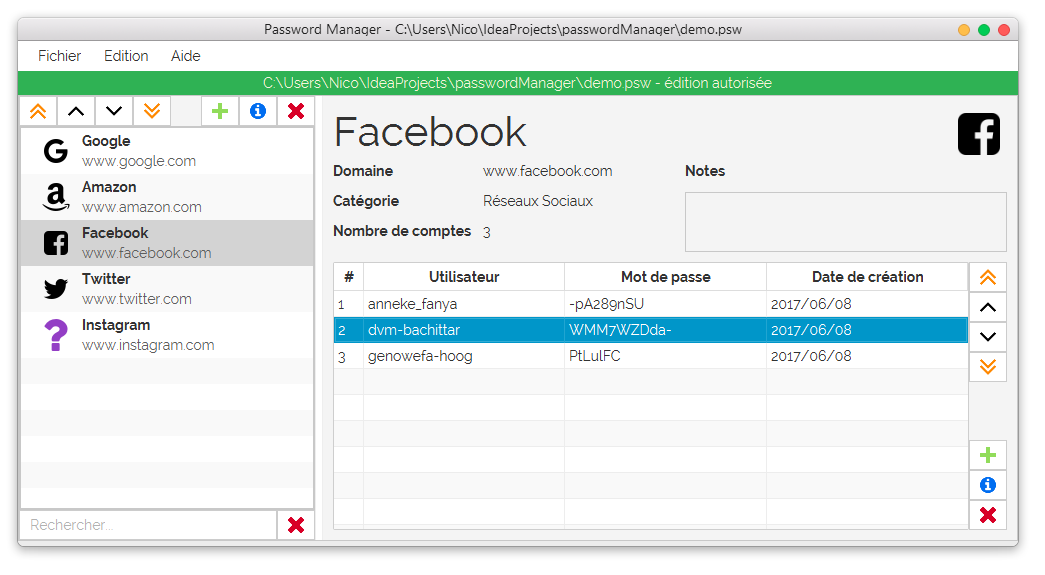 Password Manager - C:\Users\Nico\IdeaProjects\passwordManager\demo.psw
Fichier Edition Aide
C:\Users\Nico\IdeaProjects\passwordManager\demo.psw - édition autorisée
Google
www.google.com
Amazon
www.amazon.com
Facebook
www.facebook.com
Twitter
www.twitter.com
Instagram
www.instagram.com
Rechercher...
Facebook
Domaine www.facebook.com Notes
Catégorie Réseaux Sociaux
Nombre de comptes 3
# Utilisateur Mot de passe Date de création
1 anneke_fanya -pA289nSU 2017/06/08
2 dvm-bachittar WMM7WZDda- 2017/06/08
3 genowefa-hoog PtLulFC 2017/06/08